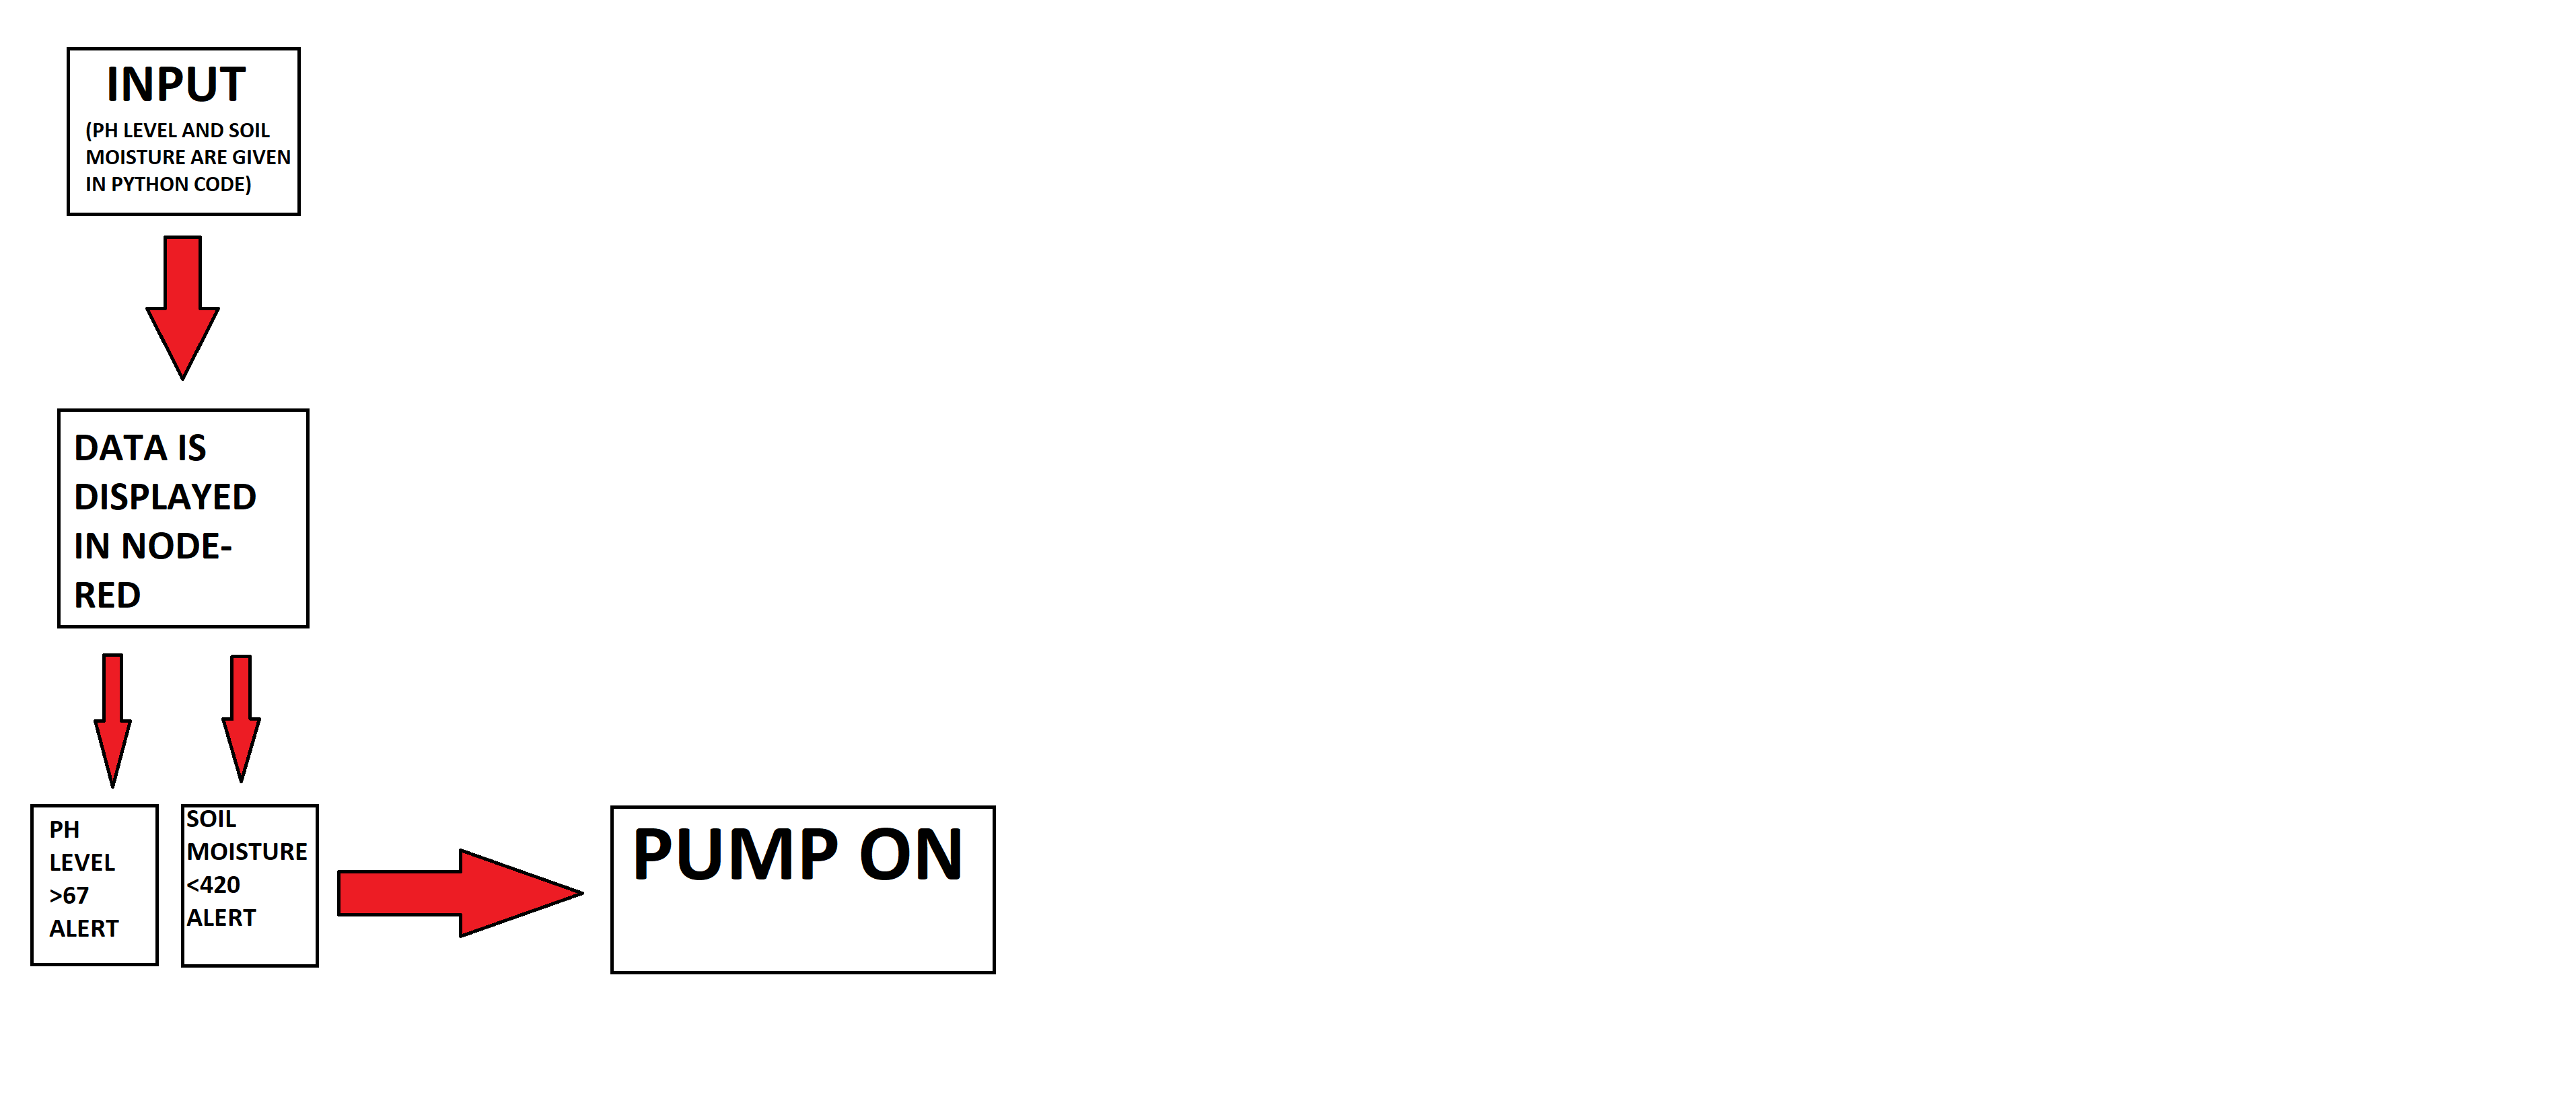 INPUT
(PH LEVEL AND SOIL
MOISTURE ARE GIVEN
IN PYTHON CODE)
DATA IS
DISPLAYED
IN NODE-
RED
PH
LEVEL
>67
ALERT
SOIL
MOISTURE
<420
ALERT
PUMP ON